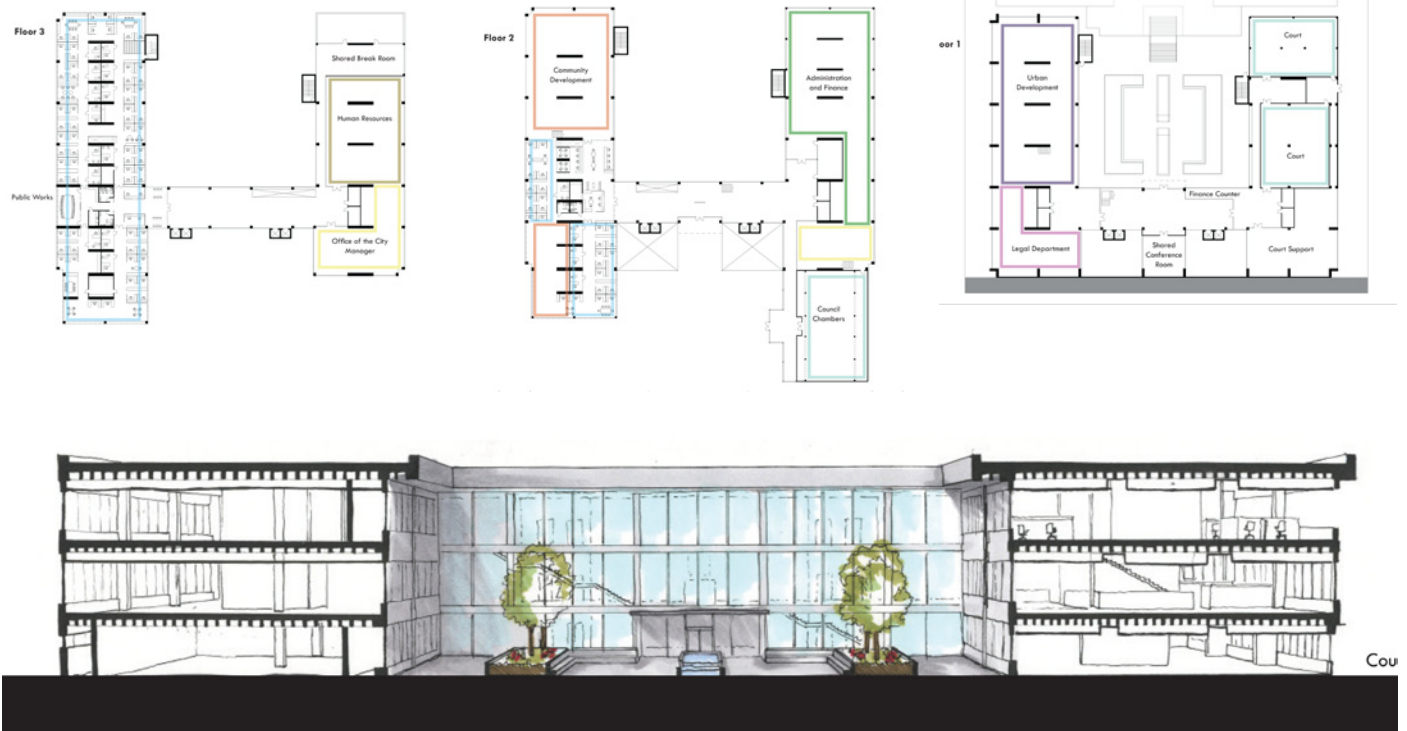 Floor 3
Shared Break Room
Human Resources
Public Works
Office of the City
Manager
Floor 2
Community
Development
Administration
and Finance
Council
Chambers
oor 1
Urban
Development
Court
Court
Finance Counter
Legal Department
Shared
Conference
Room
Court Support
Cou